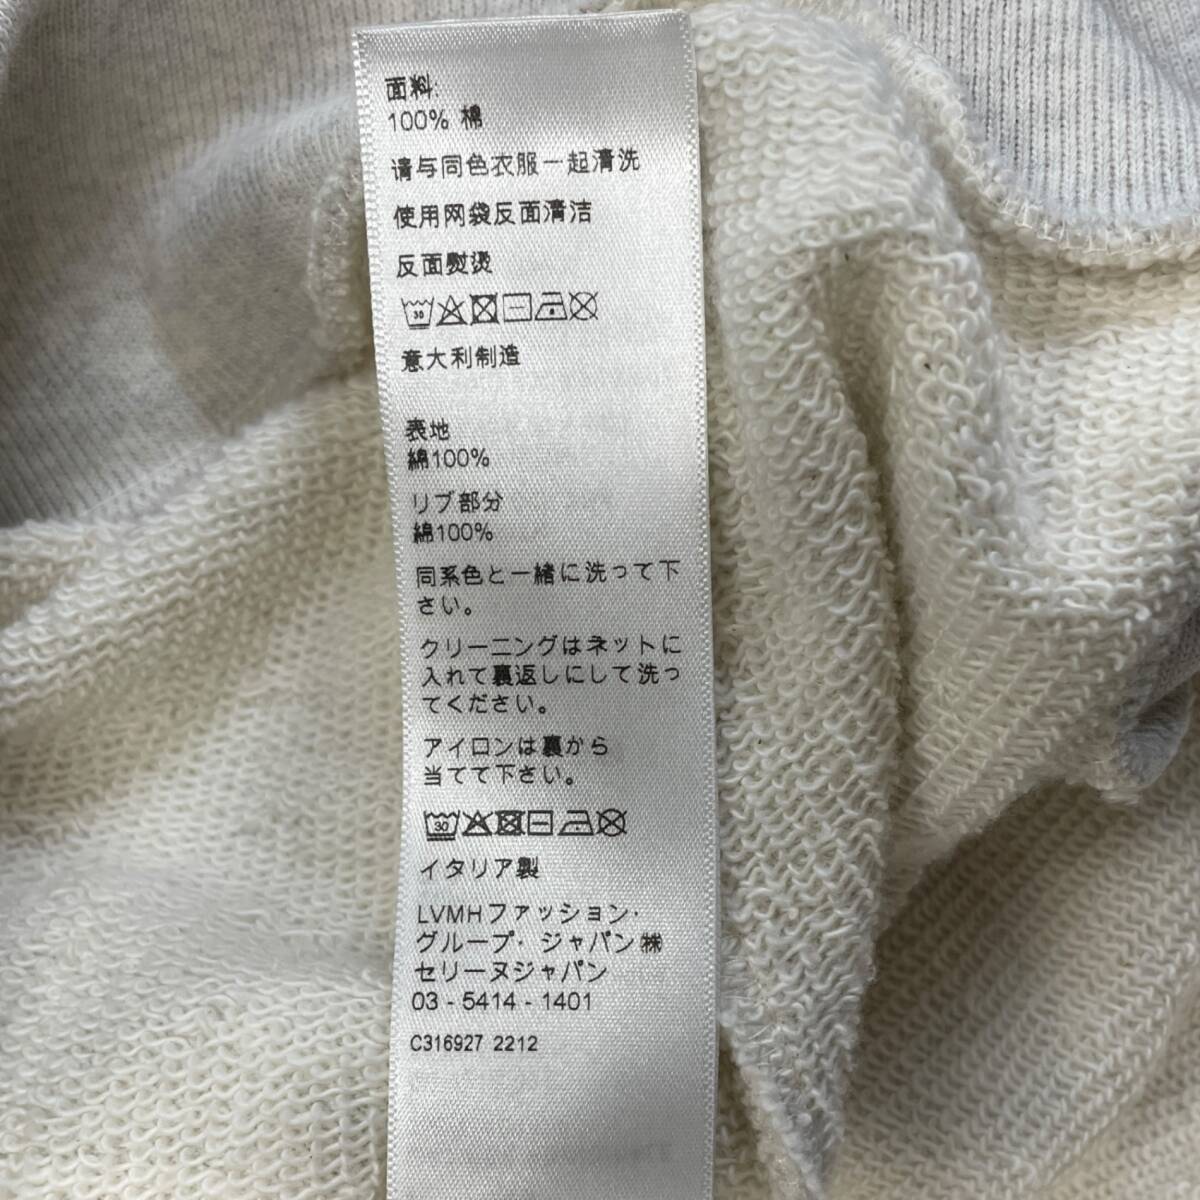 面料:
100% 棉
请与同色衣服一起清洗
使用网袋反面清洁
反面熨烫
30
意大利制造
表地
綿100%
リブ部分
綿100%
同系色と一緒に洗って下
さい。
クリーニングはネットに
入れて裏返しにして洗っ
てください。
アイロンは裏から
当てて下さい。
30
イタリア製
LVMHファッション・
グループ・ジャパン㈱
セリーヌジャパン
03 - 5414 - 1401
C316927 2212